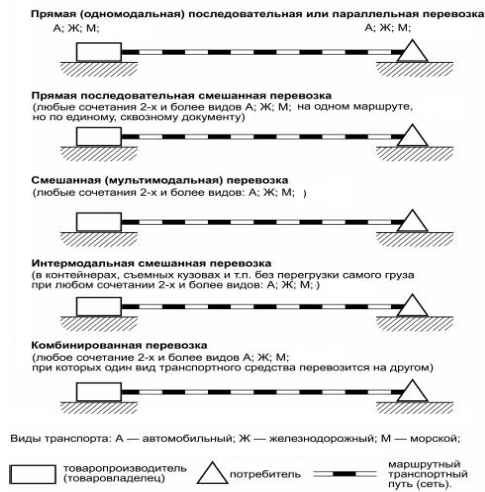 Прямая (одномодальная) последовательная или параллельная перевозка
А; Ж; М; А; Ж; М;
Прямая последовательная смешанная перевозка
(любые сочетания 2-х и более видов А; Ж; М; на одном маршруте,
но по единому, сквозному документу)
Смешанная (мультимодальная) перевозка
(любые сочетания 2-х и более видов: А; Ж; М; )
Интермодальная смешанная перевозка
(в контейнерах, съемных кузовах и т.п. без перегрузки самого груза
при любом сочетании 2-х и более видов: А; Ж; М;)
Комбинированная перевозка
(любое сочетание 2-х и более видов А; Ж; М;
при которых один вид транспортного средства перевозится на другом)
Виды транспорта: А — автомобильный; Ж — железнодорожный; М — морской;
товаропроизводитель
(товаровладелец)
потребитель
маршрутный
транспортный
путь (сеть).